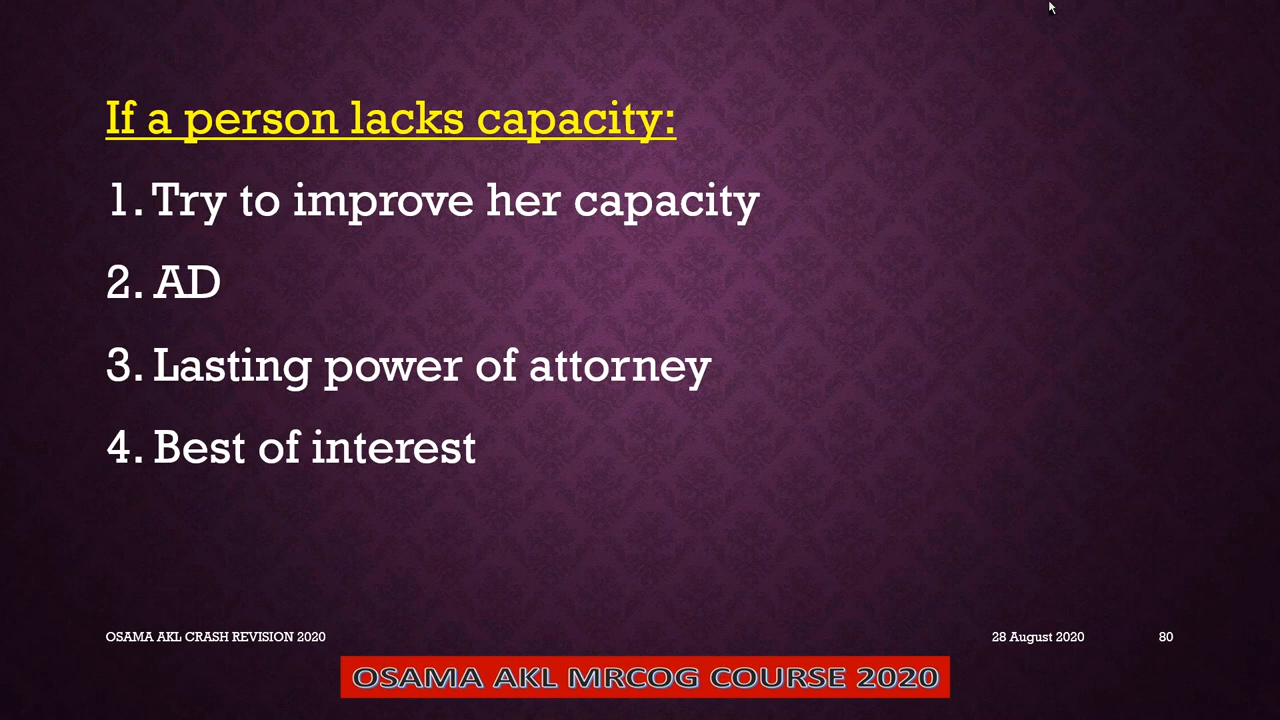 If a person lacks capacity:
1. Try to improve her capacity
2. AD
3. Lasting power of attorney
4. Best of interest
OSAMA AKL CRASH REVISION 2020
28 August 2020
80
OSAMA AKL MRCOG COURSE 2020